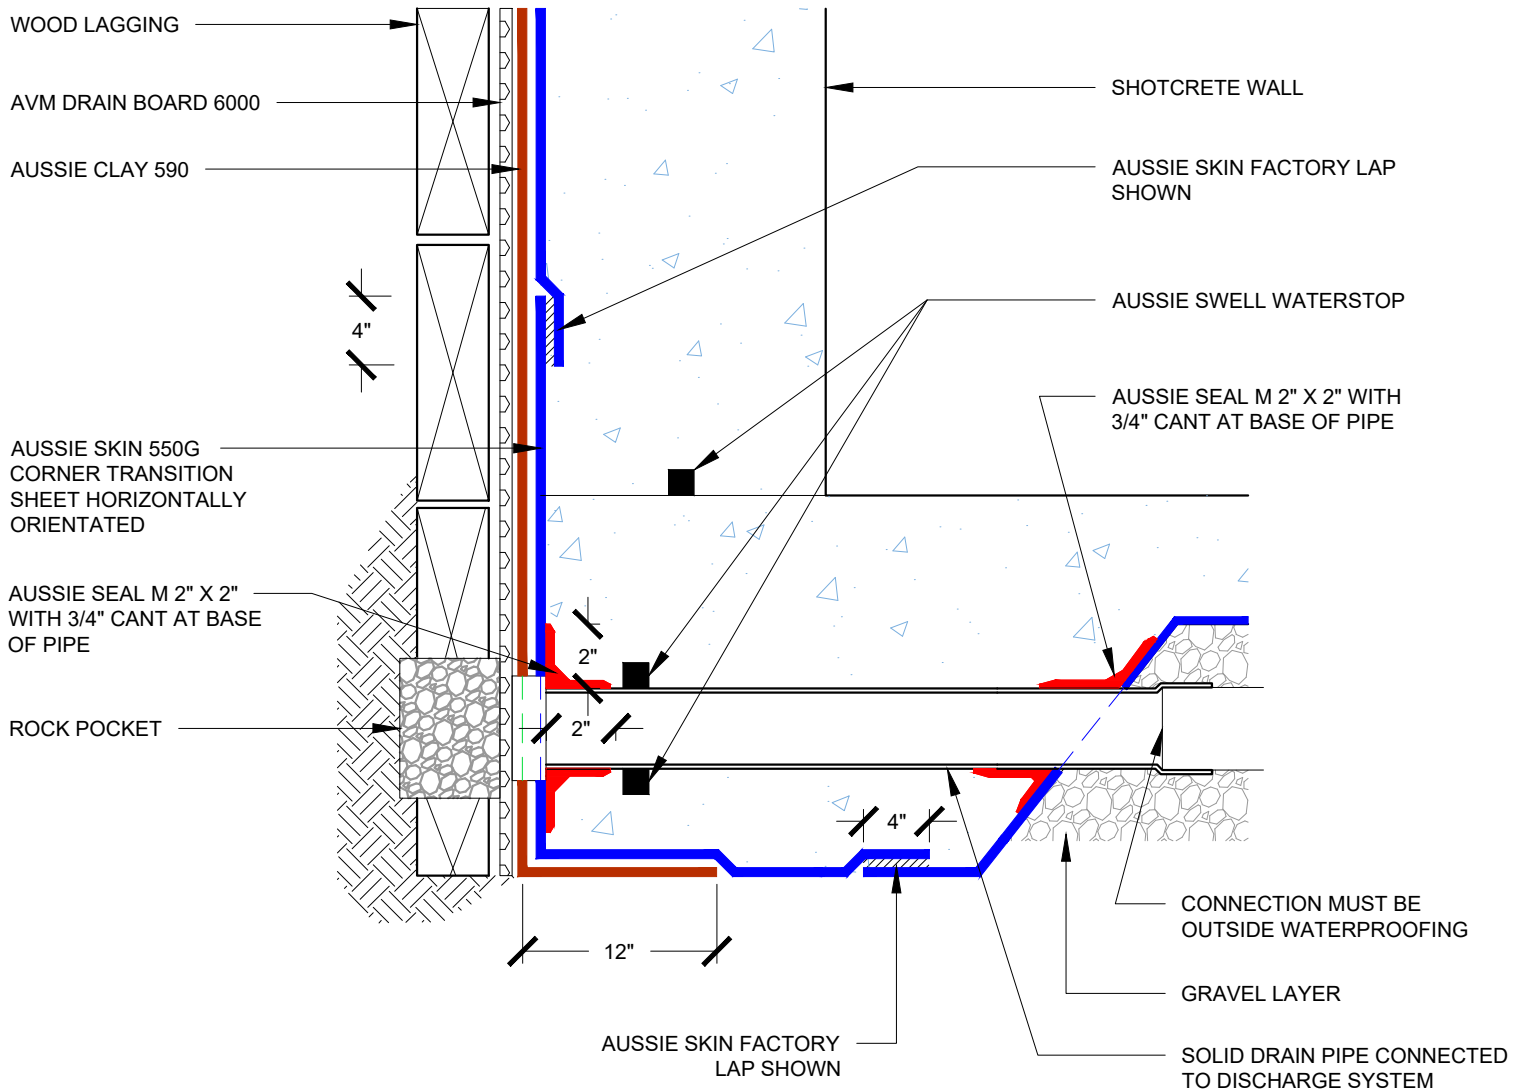 WOOD LAGGING
AVM DRAIN BOARD 6000
AUSSIE CLAY 590
4"
AUSSIE SKIN 550G
CORNER TRANSITION
SHEET HORIZONTALLY
ORIENTATED
AUSSIE SEAL M 2" X 2"
WITH 3/4" CANT AT BASE
OF PIPE
ROCK POCKET
SHOTCRETE WALL
AUSSIE SKIN FACTORY LAP
SHOWN
AUSSIE SWELL WATERSTOP
AUSSIE SEAL M 2" X 2" WITH
3/4" CANT AT BASE OF PIPE
2"
2"
4"
12"
CONNECTION MUST BE
OUTSIDE WATERPROOFING
GRAVEL LAYER
AUSSIE SKIN FACTORY
LAP SHOWN
SOLID DRAIN PIPE CONNECTED
TO DISCHARGE SYSTEM